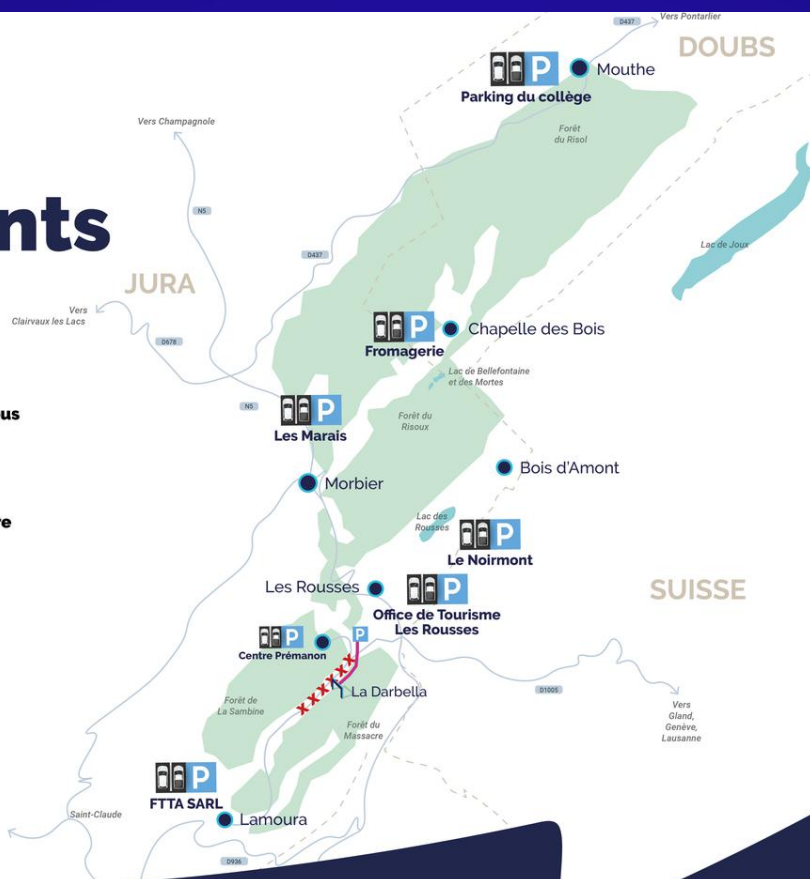 D437
Vers Pontarlier
DOUBS
P
Mouthe
Parking du collège
Vers Champagnole
Forêt
du Risol
N5
nts
Lac de Joux
D437
JURA
Vers
Clairvaux les Lacs
P
Chapelle des Bois
Fromagerie
D678
Lac de Bellefontaine
et des Mortes
N5
P
us
Forêt du
Risoux
Les Marais
Bois d'Amont
Morbier
re
Lac des
Rousses
P
Le Noirmont
Les Rousses
P
SUISSE
Office de Tourisme
Les Rousses
P
P
Centre Prémanon
X X X X X X
La Darbella
D1005
Forêt de
La Sambine
Vers
Gland,
Genève,
Lausanne
Forêt du
Massacre
P
FTTA SARL
Saint-Claude
Lamoura
D936